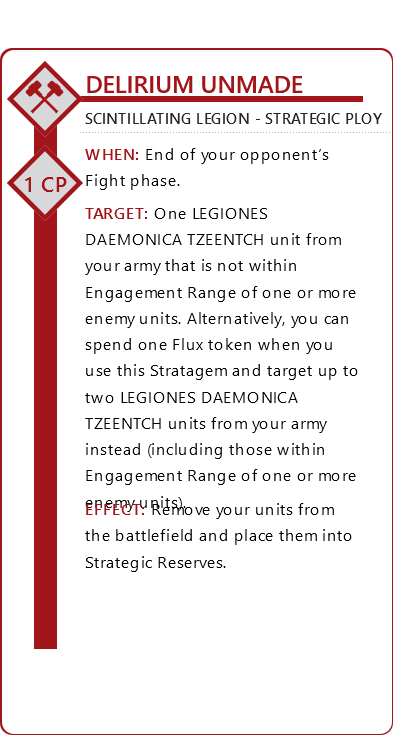 DELIRIUM UNMADE
SCINTILLATING LEGION - STRATEGIC PLOY
WHEN: End of your opponent's
1 CP
Fight phase.
TARGET: One LEGIONES
DAEMONICA TZEENTCH unit from
your army that is not within
Engagement Range of one or more
enemy units. Alternatively, you can
spend one Flux token when you
use this Stratagem and target up to
two LEGIONES DAEMONICA
TZEENTCH units from your army
instead (including those within
Engagement Range of one or more
enemy units).
EFFECT: Remove your units from
the battlefield and place them into
Strategic Reserves.